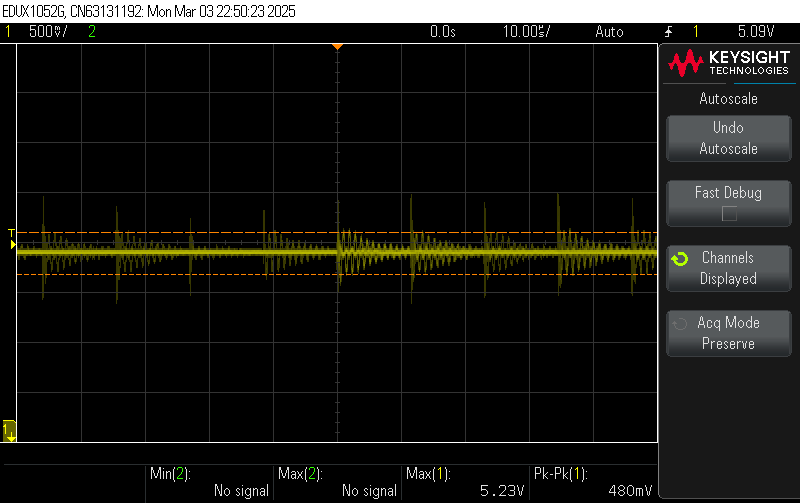 EDUX1052G, CN63131192: Mon Mar 03 22:50:23 2025
1 500mV/ 2 0.0s 10.00us/ Auto 1 5.09V
KEYSIGHT
TECHNOLOGIES
Autoscale
Undo
Autoscale
Fast Debug
T
Channels
Displayed
Acq Mode
Preserve
1
Min(2): Max(2): Max(1): Pk-Pk(1):
No signal No signal 5.23V 480mV